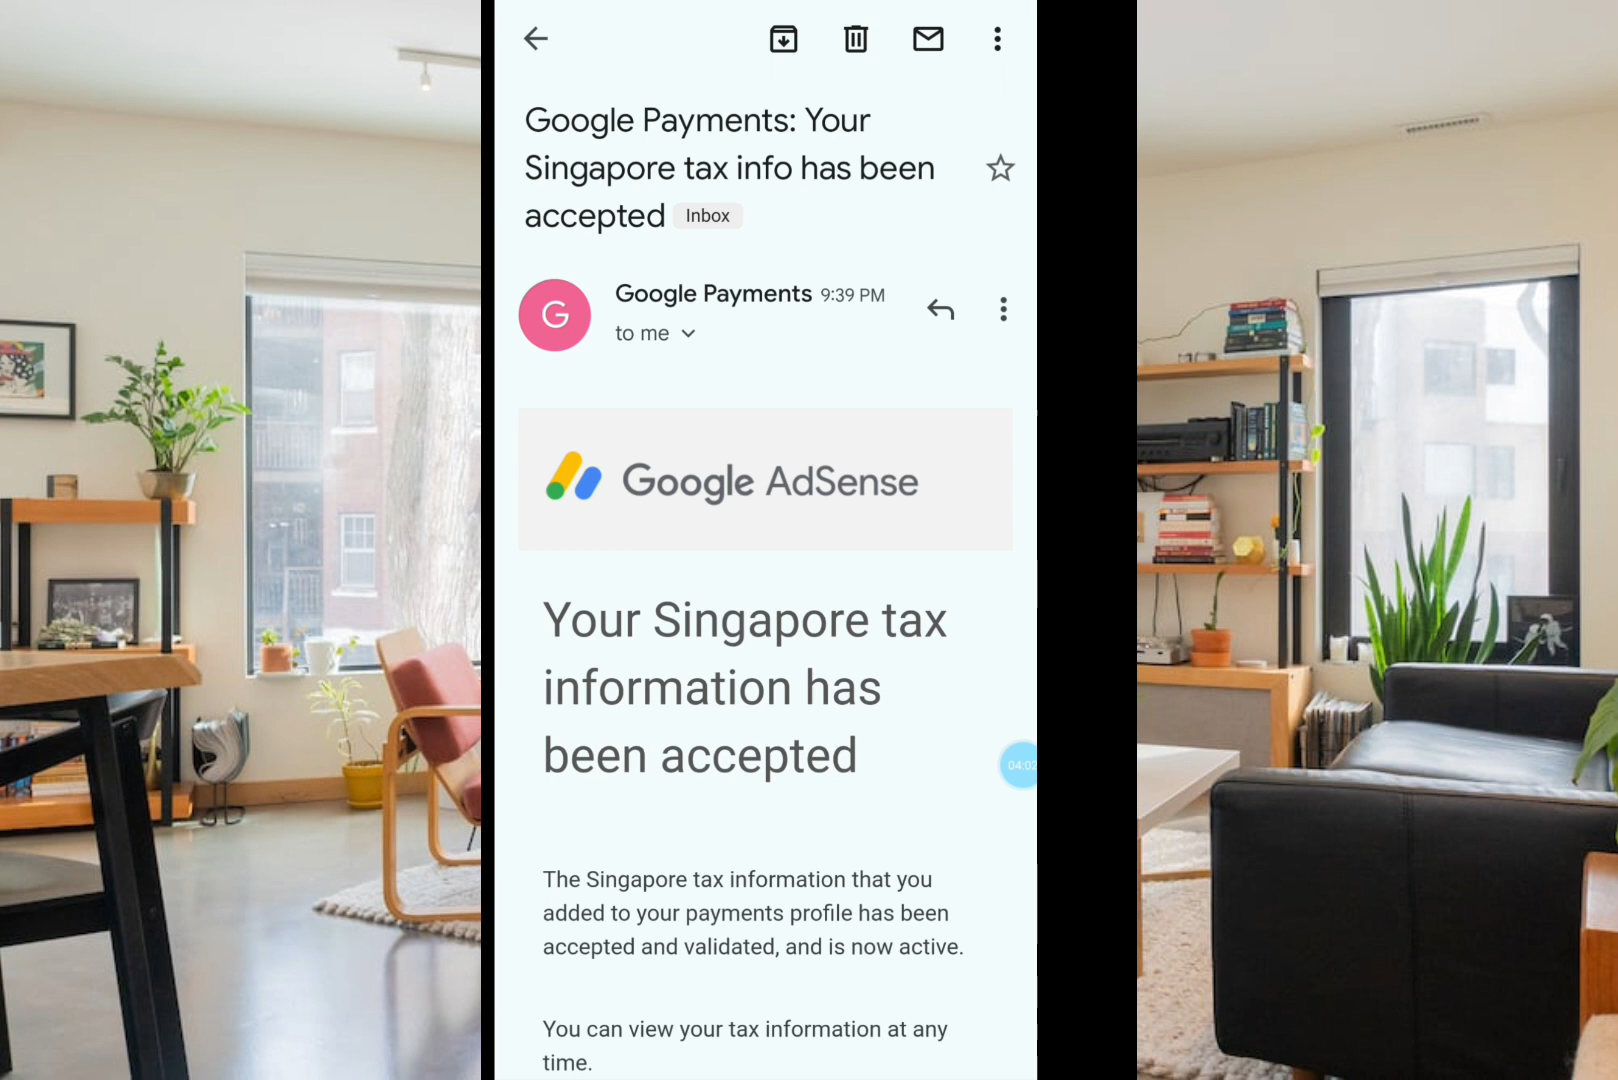 Google Payments: Your
Singapore tax info has been
accepted Inbox
G
Google Payments 9:39 PM
to me
Google AdSense
Your Singapore tax
information has
been accepted
04:02
The Singapore tax information that you
added to your payments profile has been
accepted and validated, and is now active.
You can view your tax information at any
time.